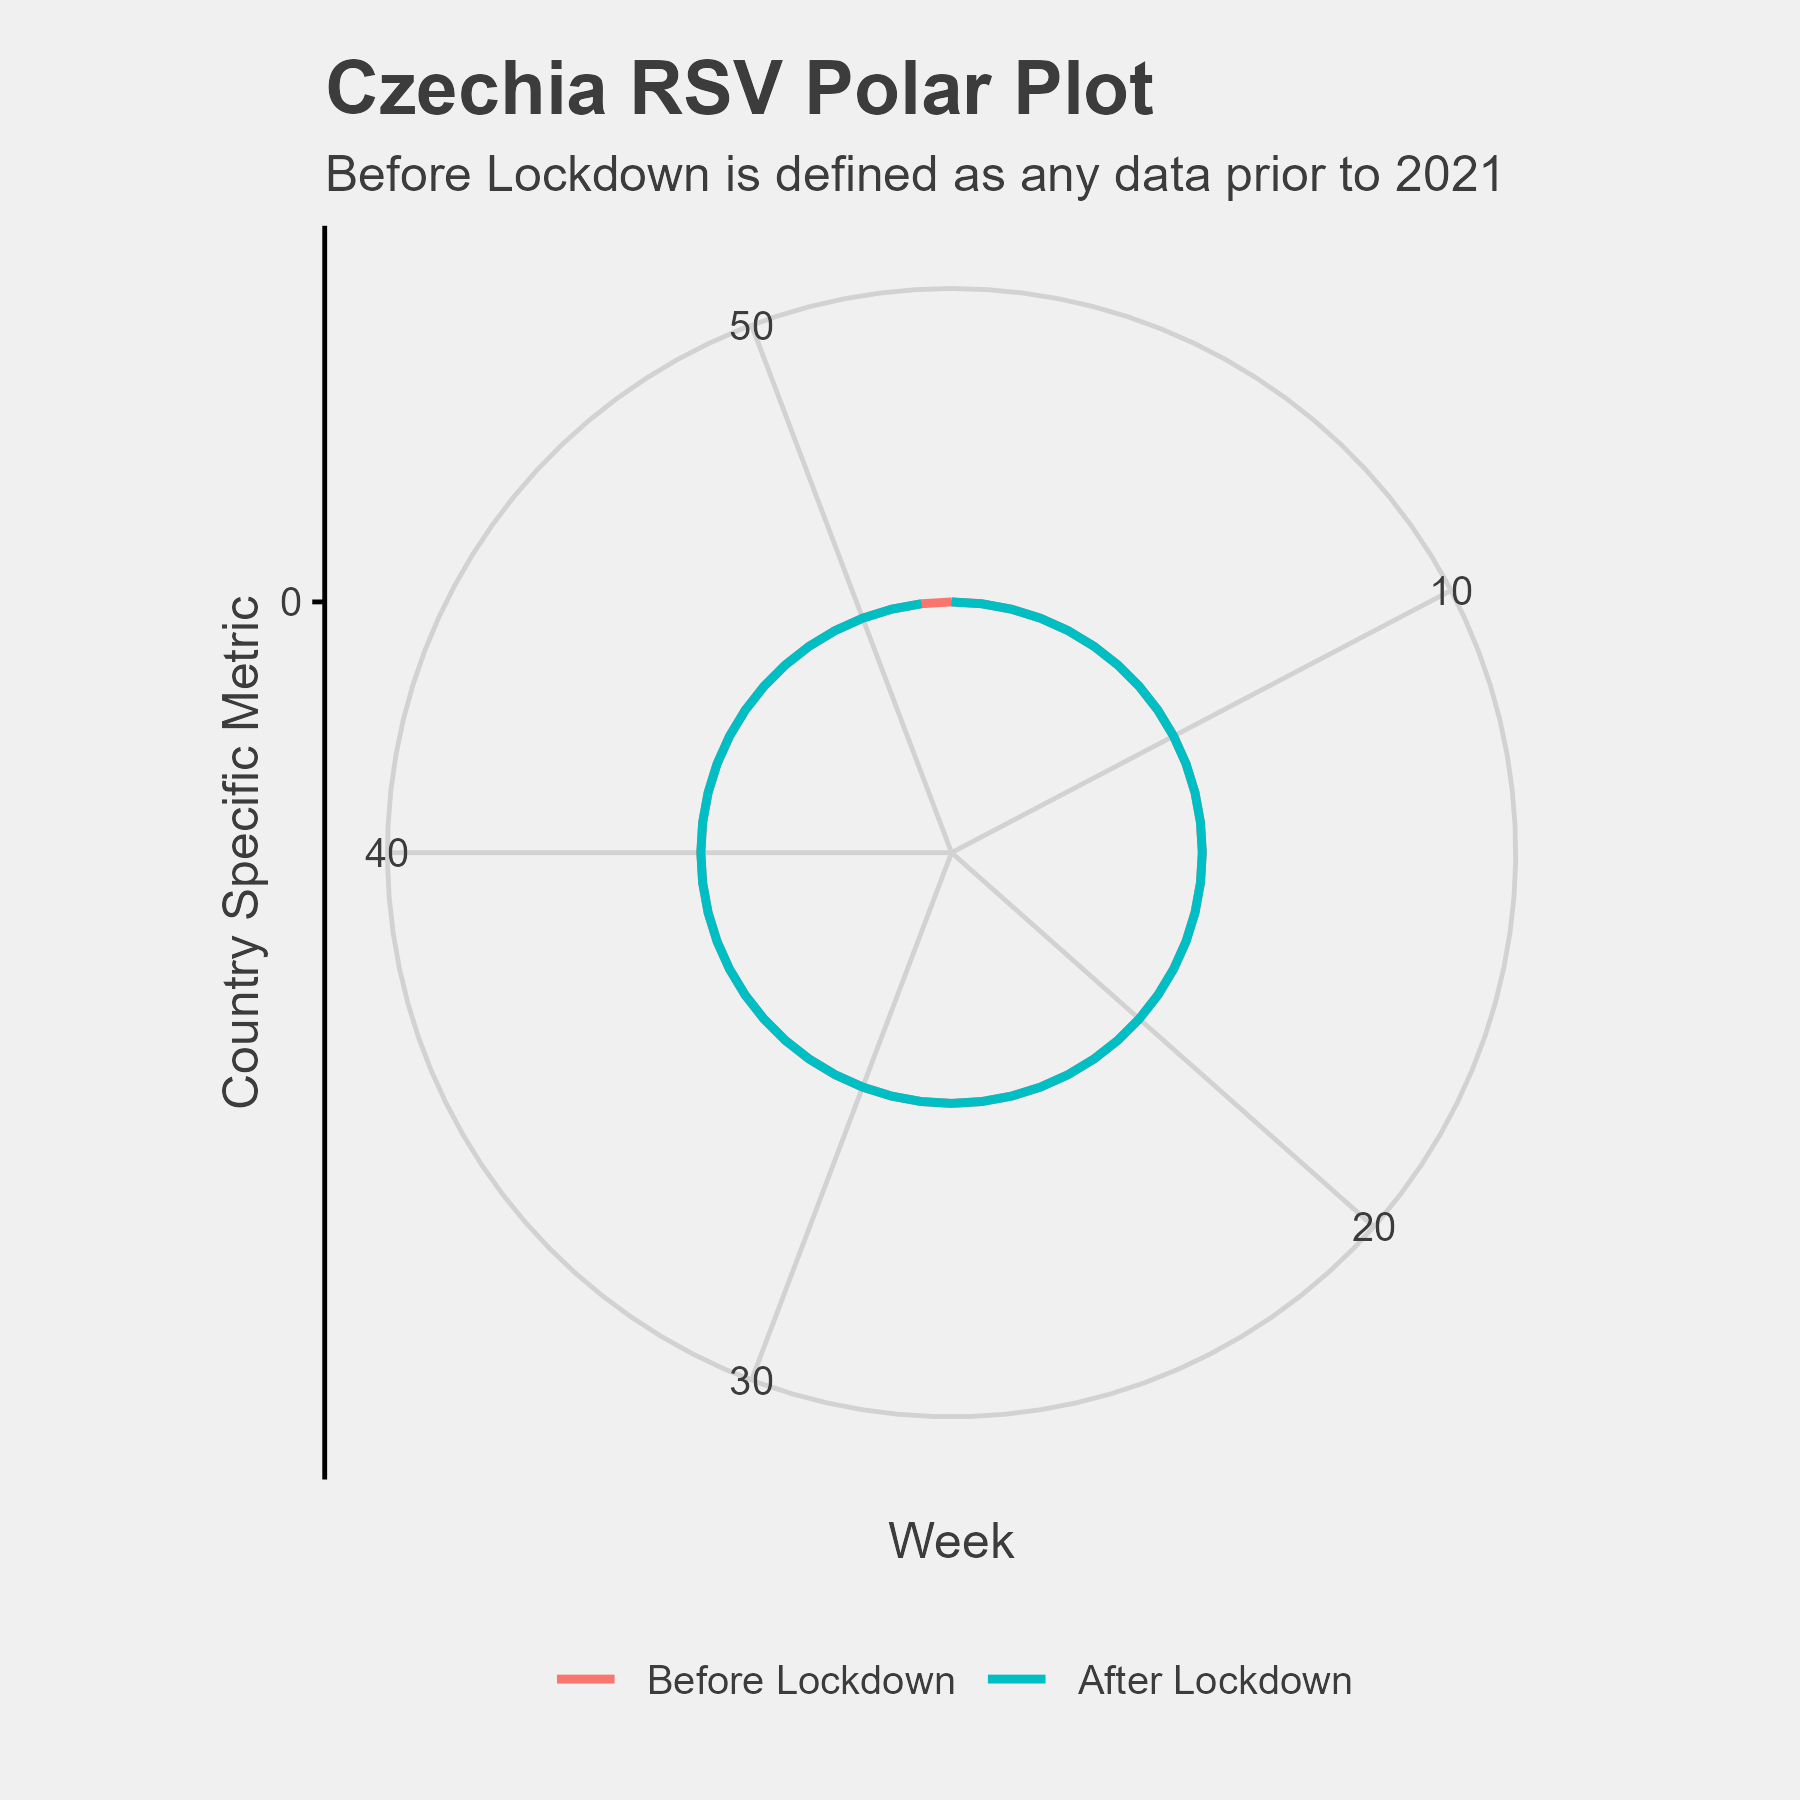 Czechia RSV Polar Plot
Before Lockdown is defined as any data prior to 2021
50
10
0
Country Specific Metric
40
20
30
Week
Before Lockdown
After Lockdown